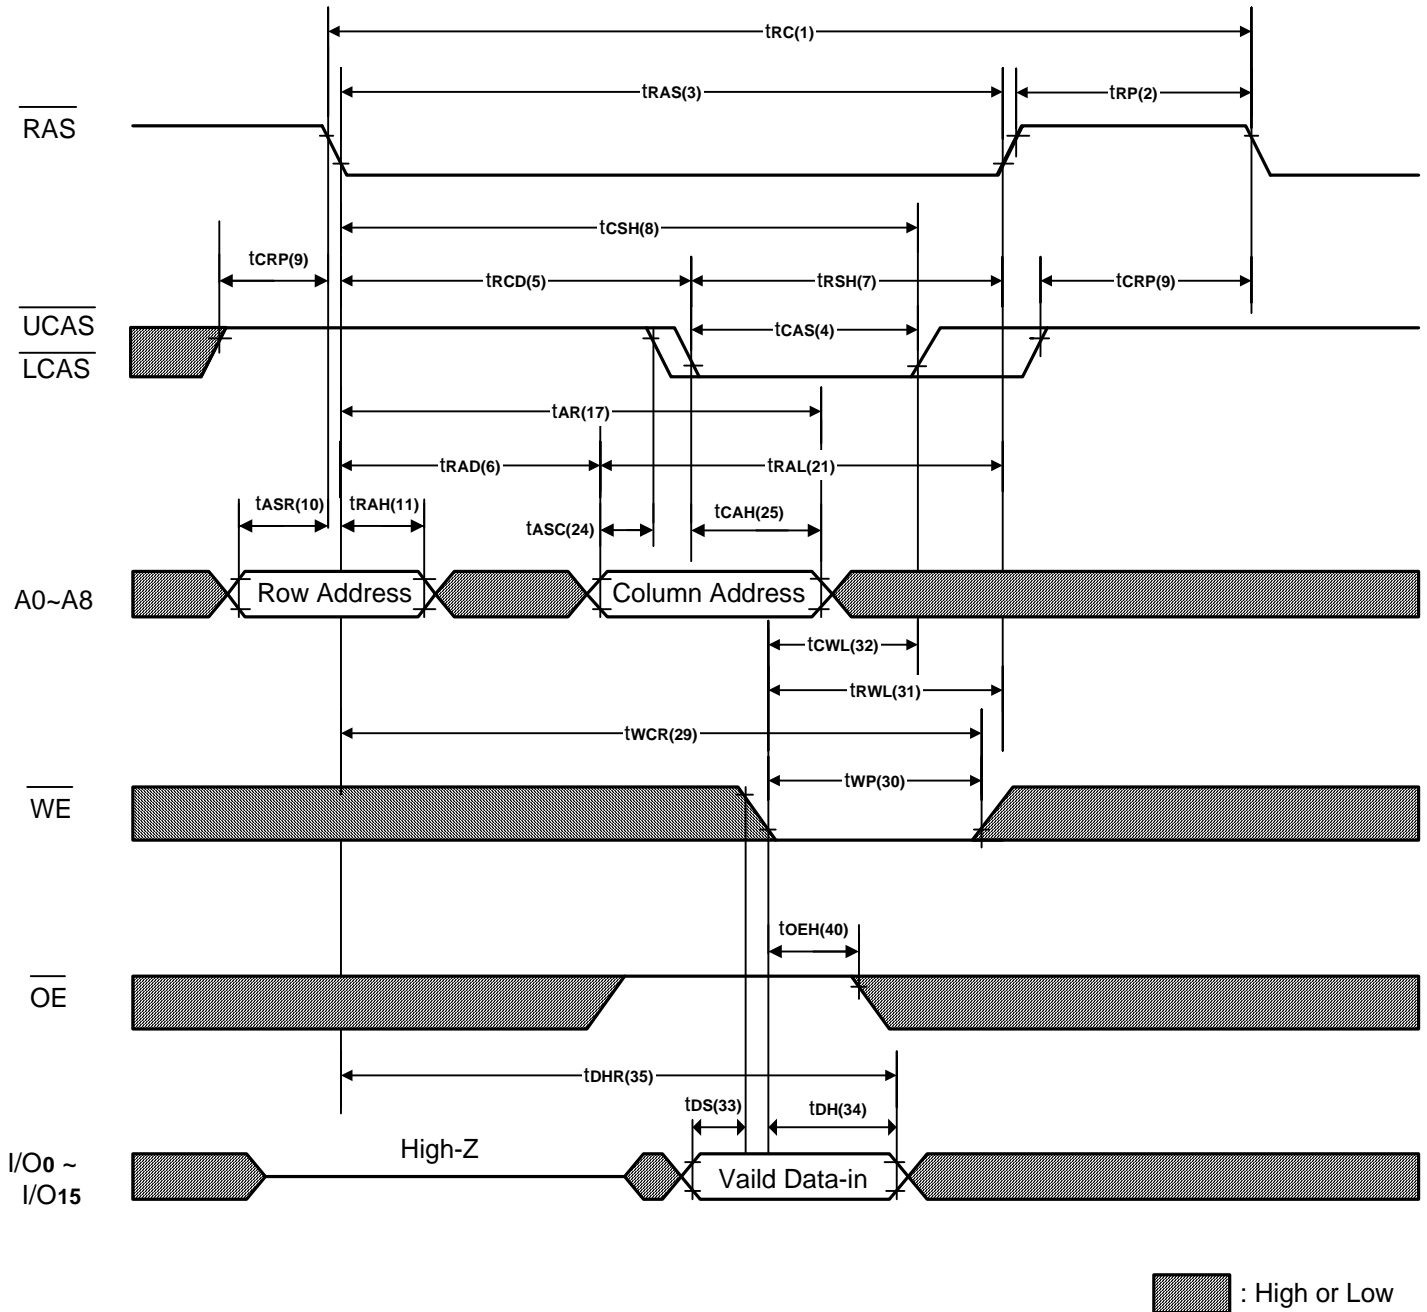 tRC(1)
tRAS(3)
tRP(2)
RAS
tCSH(8)
tCRP(9)
tRCD(5)
tRSH(7)
tCRP(9)
UCAS
tCAS(4)
LCAS
tAR(17)
tRAD(6)
tRAL(21)
tASR(10)
tRAH(11)
tASC(24)
tCAH(25)
A0~A8
Row Address
Column Address
tCWL(32)
tRWL(31)
tWCR(29)
tWP(30)
WE
tOEH(40)
OE
tDHR(35)
tDS(33)
tDH(34)
High-Z
I/O0 ~
I/O15
Vaild Data-in
: High or Low